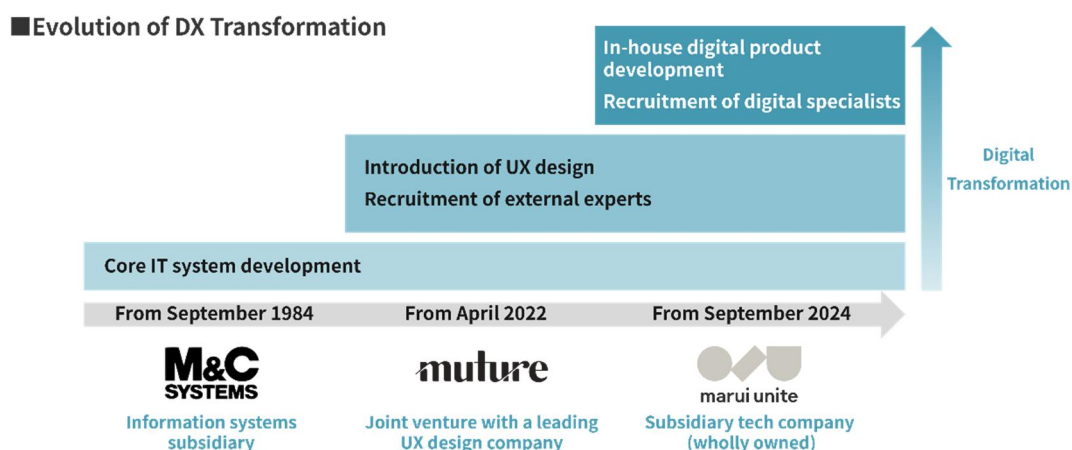 ■Evolution of DX Transformation
In-house digital product
development
Recruitment of digital specialists
Introduction of UX design
Recruitment of external experts
Digital
Transformation
Core IT system development
From September 1984
From April 2022
From September 2024
M&C
SYSTEMS
muture
marui unite
Information systems
subsidiary
Joint venture with a leading
UX design company
Subsidiary tech company
(wholly owned)